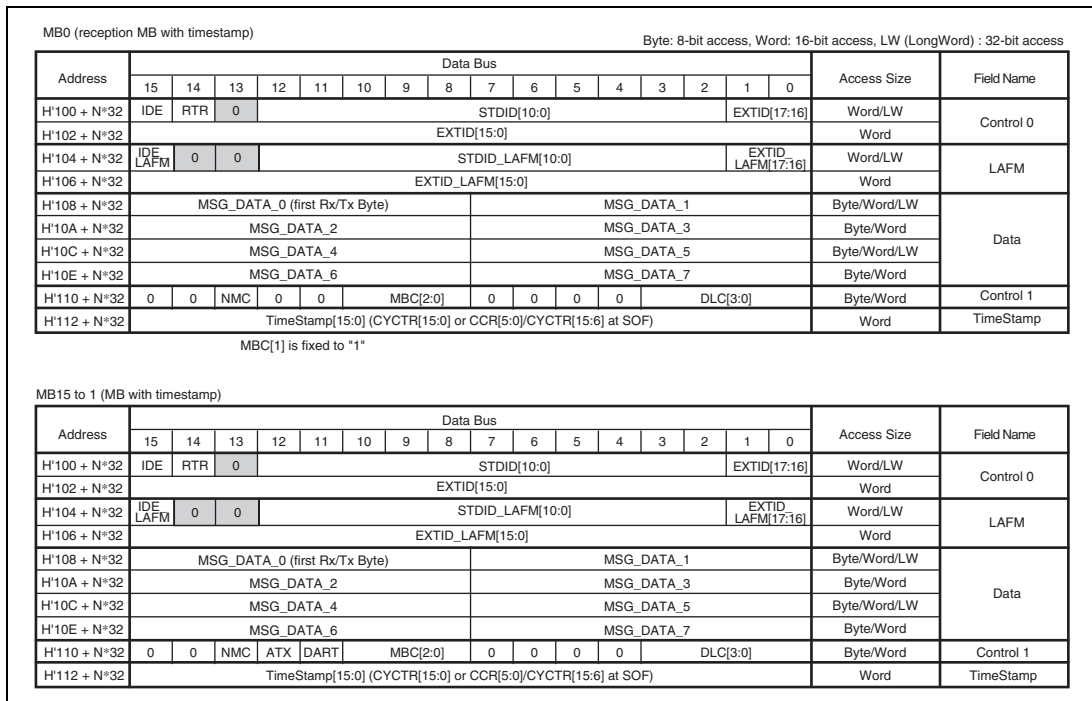 MB0 (reception MB with timestamp)
Byte: 8-bit access, Word: 16-bit access, LW (LongWord) : 32-bit access
Address Data Bus Access Size Field Name
15 14 13 12 11 10 9 8 7 6 5 4 3 2 1 0
H'100 + N*32 IDE RTR 0 STDID[10:0] EXTID[17:16] Word/LW Control 0
H'102 + N*32 EXTID[15:0] Word
H'104 + N*32 IDE_LAFM 0 0 STDID_LAFM[10:0] EXTID_LAFM[17:16] Word/LW LAFM
H'106 + N*32 EXTID_LAFM[15:0] Word
H'108 + N*32 MSG_DATA_0 (first Rx/Tx Byte) MSG_DATA_1 Byte/Word/LW Data
H'10A + N*32 MSG_DATA_2 MSG_DATA_3 Byte/Word
H'10C + N*32 MSG_DATA_4 MSG_DATA_5 Byte/Word/LW
H'10E + N*32 MSG_DATA_6 MSG_DATA_7 Byte/Word
H'110 + N*32 0 0 NMC 0 0 MBC[2:0] 0 0 0 0 DLC[3:0] Byte/Word Control 1
H'112 + N*32 TimeStamp[15:0] (CYCTR[15:0] or CCR[5:0]/CYCTR[15:6] at SOF) Word TimeStamp
MBC[1] is fixed to "1"
MB15 to 1 (MB with timestamp)
Address Data Bus Access Size Field Name
15 14 13 12 11 10 9 8 7 6 5 4 3 2 1 0
H'100 + N*32 IDE RTR 0 STDID[10:0] EXTID[17:16] Word/LW Control 0
H'102 + N*32 EXTID[15:0] Word
H'104 + N*32 IDE_LAFM 0 0 STDID_LAFM[10:0] EXTID_LAFM[17:16] Word/LW LAFM
H'106 + N*32 EXTID_LAFM[15:0] Word
H'108 + N*32 MSG_DATA_0 (first Rx/Tx Byte) MSG_DATA_1 Byte/Word/LW Data
H'10A + N*32 MSG_DATA_2 MSG_DATA_3 Byte/Word
H'10C + N*32 MSG_DATA_4 MSG_DATA_5 Byte/Word/LW
H'10E + N*32 MSG_DATA_6 MSG_DATA_7 Byte/Word
H'110 + N*32 0 0 NMC ATX DART MBC[2:0] 0 0 0 0 DLC[3:0] Byte/Word Control 1
H'112 + N*32 TimeStamp[15:0] (CYCTR[15:0] or CCR[5:0]/CYCTR[15:6] at SOF) Word TimeStamp